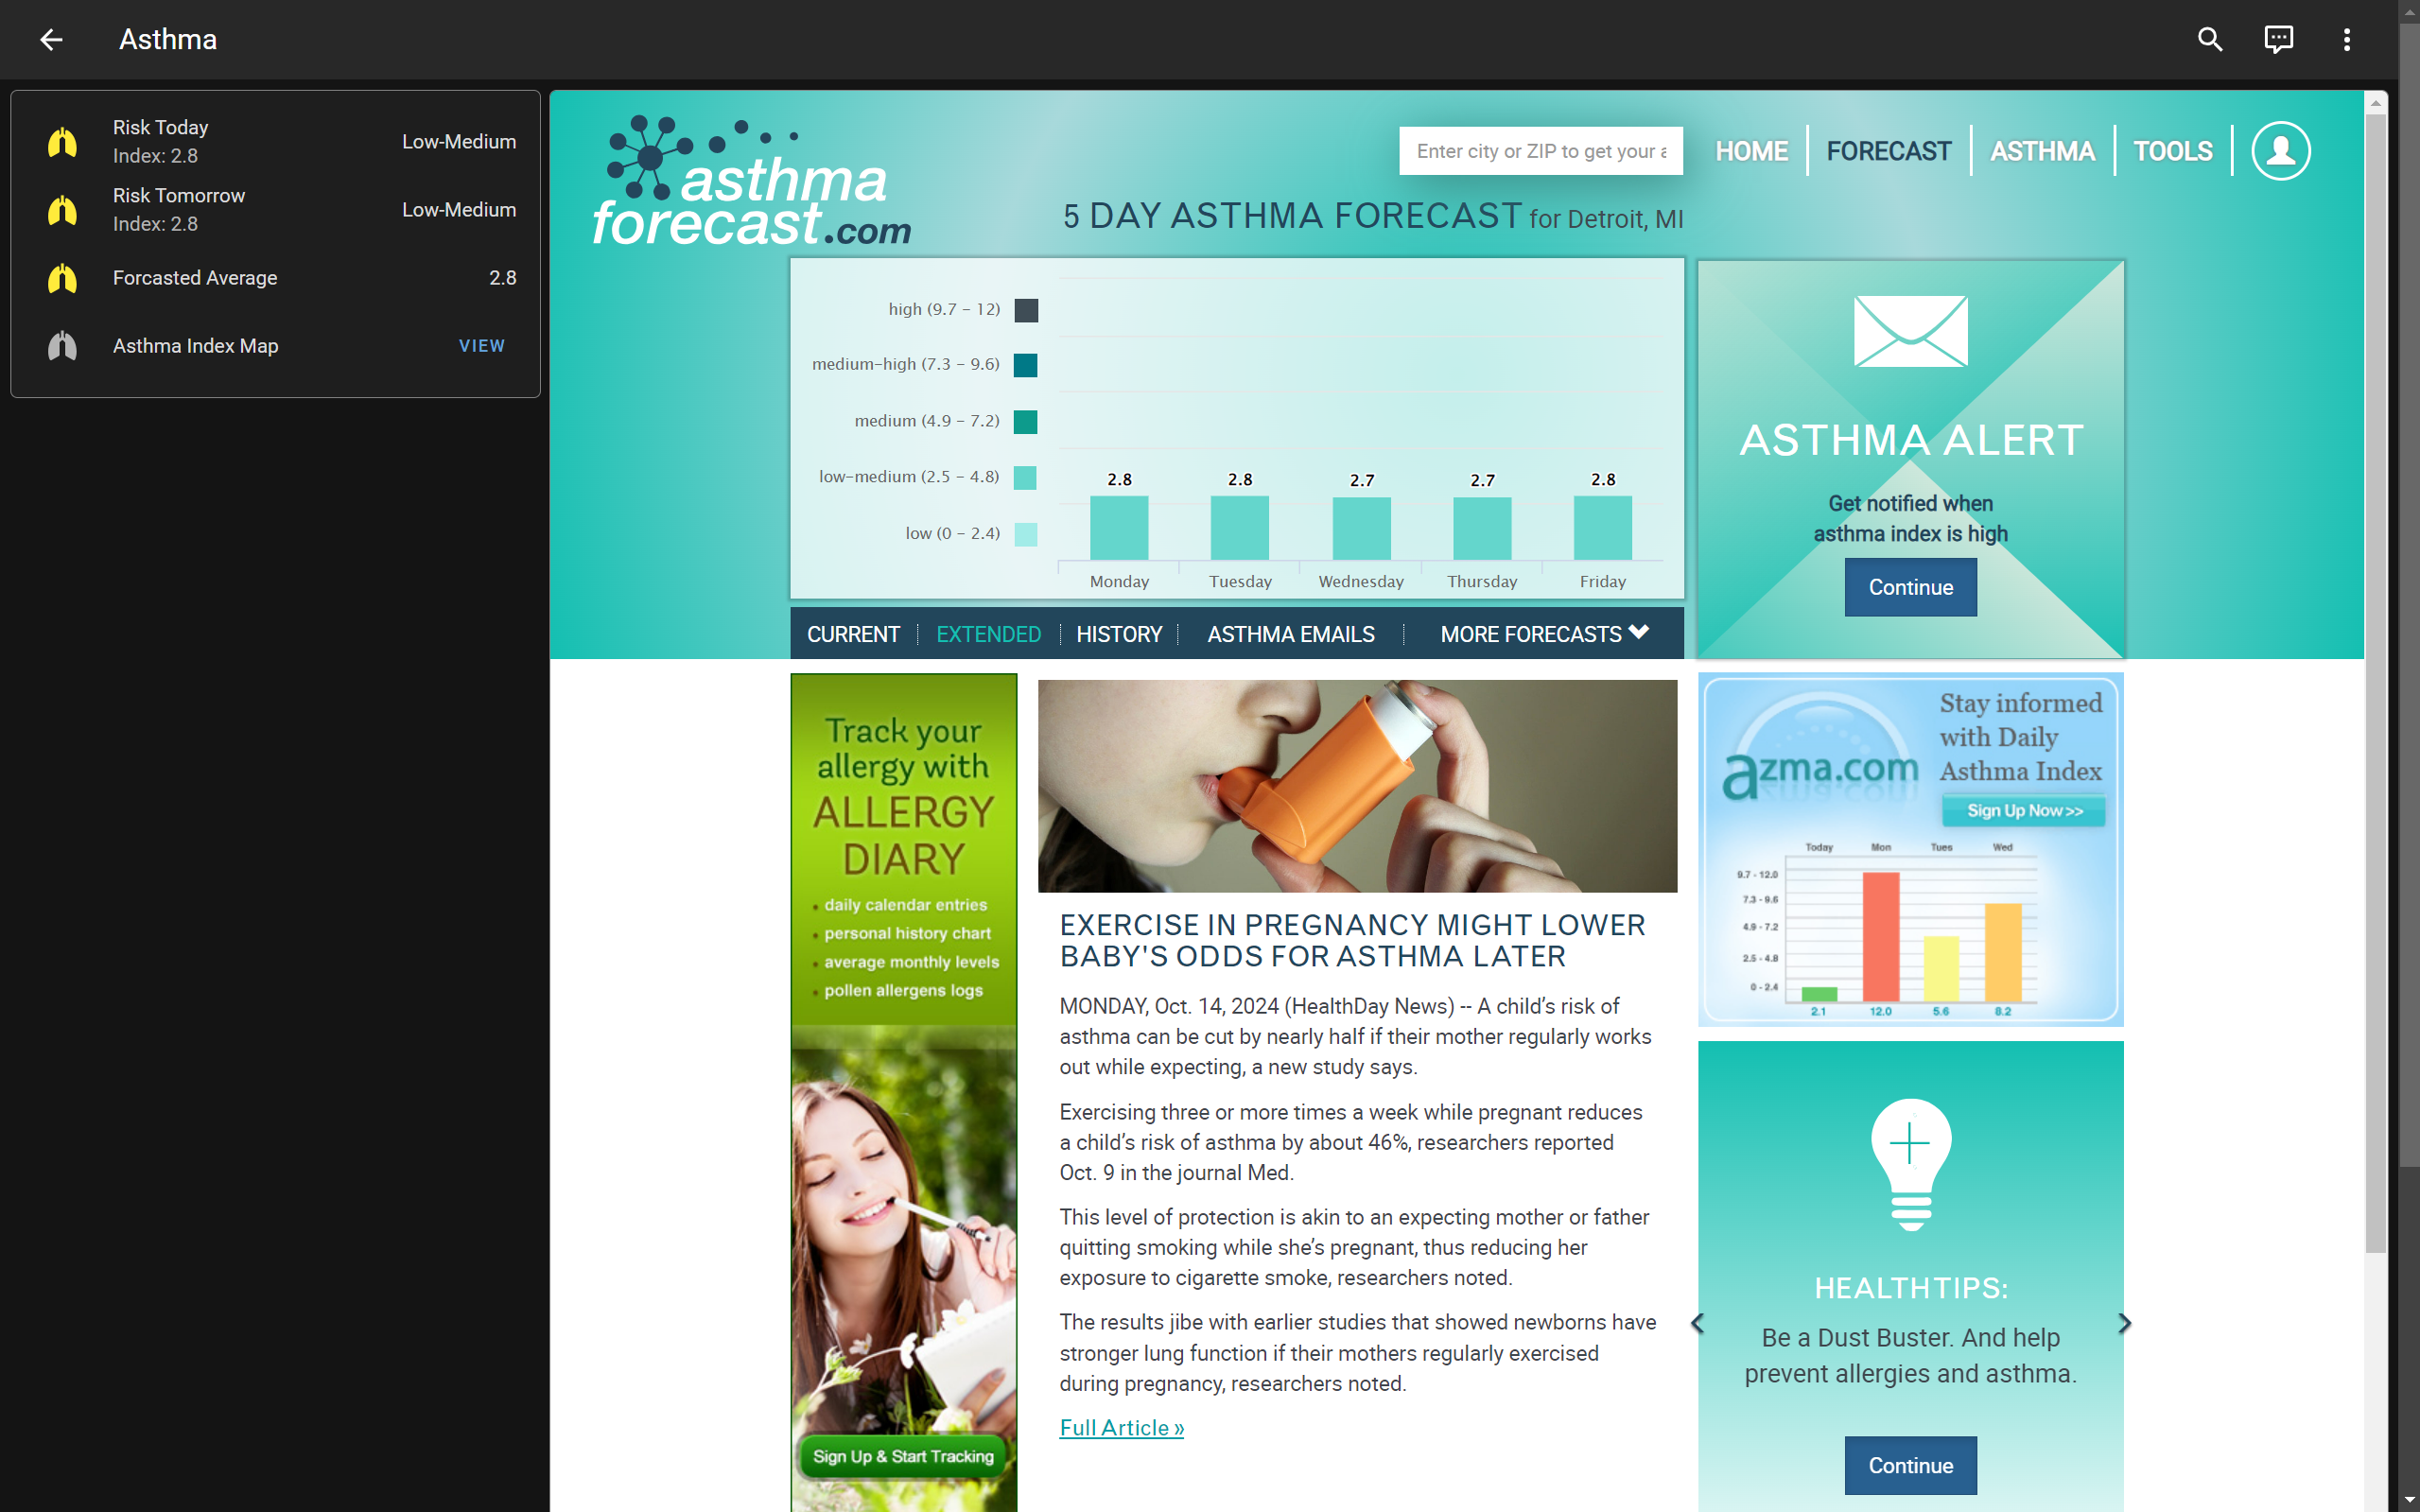 Asthma
Risk Today
Index: 2.8
Low-Medium
Risk Tomorrow
Index: 2.8
Low-Medium
Forcasted Average
2.8
Asthma Index Map
VIEW
asthma
forecast.com
Enter city or ZIP to get your a
HOME
FORECAST
ASTHMA
TOOLS
5 DAY ASTHMA FORECAST for Detroit, MI
high (9.7 - 12)
medium-high (7.3 - 9.6)
medium (4.9 - 7.2)
low-medium (2.5 - 4.8)
low (0 - 2.4)
2.8
2.8
2.7
2.7
2.8
Monday
Tuesday
Wednesday
Thursday
Friday
ASTHMA ALERT
Get notified when
asthma index is high
Continue
CURRENT
EXTENDED
HISTORY
ASTHMA EMAILS
MORE FORECASTS
Track your
allergy with
ALLERGY
DIARY
• daily calendar entries
• personal history chart
• average monthly levels
• pollen allergens logs
Sign Up & Start Tracking
EXERCISE IN PREGNANCY MIGHT LOWER
BABY'S ODDS FOR ASTHMA LATER
MONDAY, Oct. 14, 2024 (HealthDay News) -- A child’s risk of
asthma can be cut by nearly half if their mother regularly works
out while expecting, a new study says.
Exercising three or more times a week while pregnant reduces
a child’s risk of asthma by about 46%, researchers reported
Oct. 9 in the journal Med.
This level of protection is akin to an expecting mother or father
quitting smoking while she’s pregnant, thus reducing her
exposure to cigarette smoke, researchers noted.
The results jibe with earlier studies that showed newborns have
stronger lung function if their mothers regularly exercised
during pregnancy, researchers noted.
Full Article »
Stay informed
with Daily
Asthma Index
azma.com
Sign Up Now >>
Today
Mon
Tues
Wed
9.7 - 12.0
7.3 - 9.6
4.9 - 7.2
2.5 - 4.8
0 - 2.4
2.1
12.0
5.6
8.2
HEALTH TIPS:
Be a Dust Buster. And help
prevent allergies and asthma.
Continue